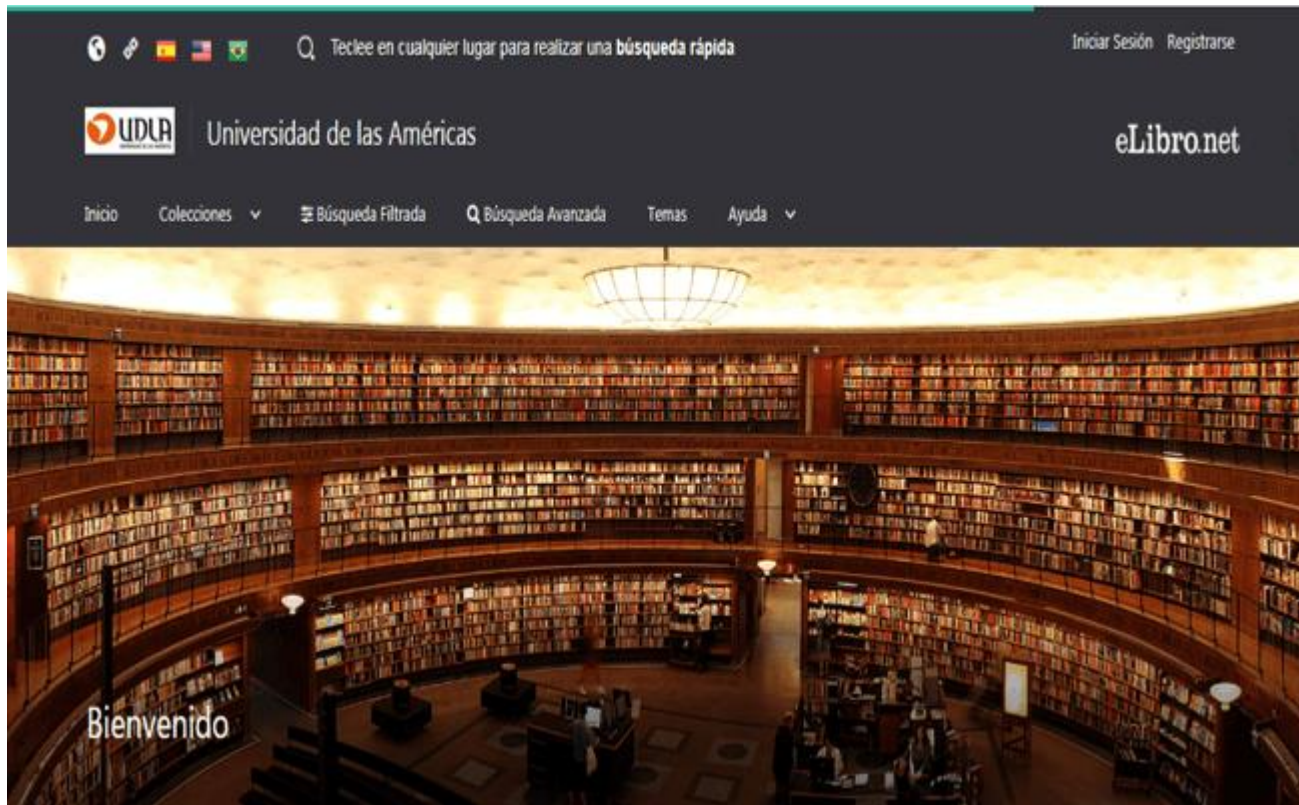 Teclee en cualquier lugar para realizar una búsqueda rápida
Iniciar Sesión Registrarse
UDLA
Universidad de las Américas
eLibro.net
Inicio Colecciones Búsqueda Filtrada Búsqueda Avanzada Temas Ayuda
Bienvenido